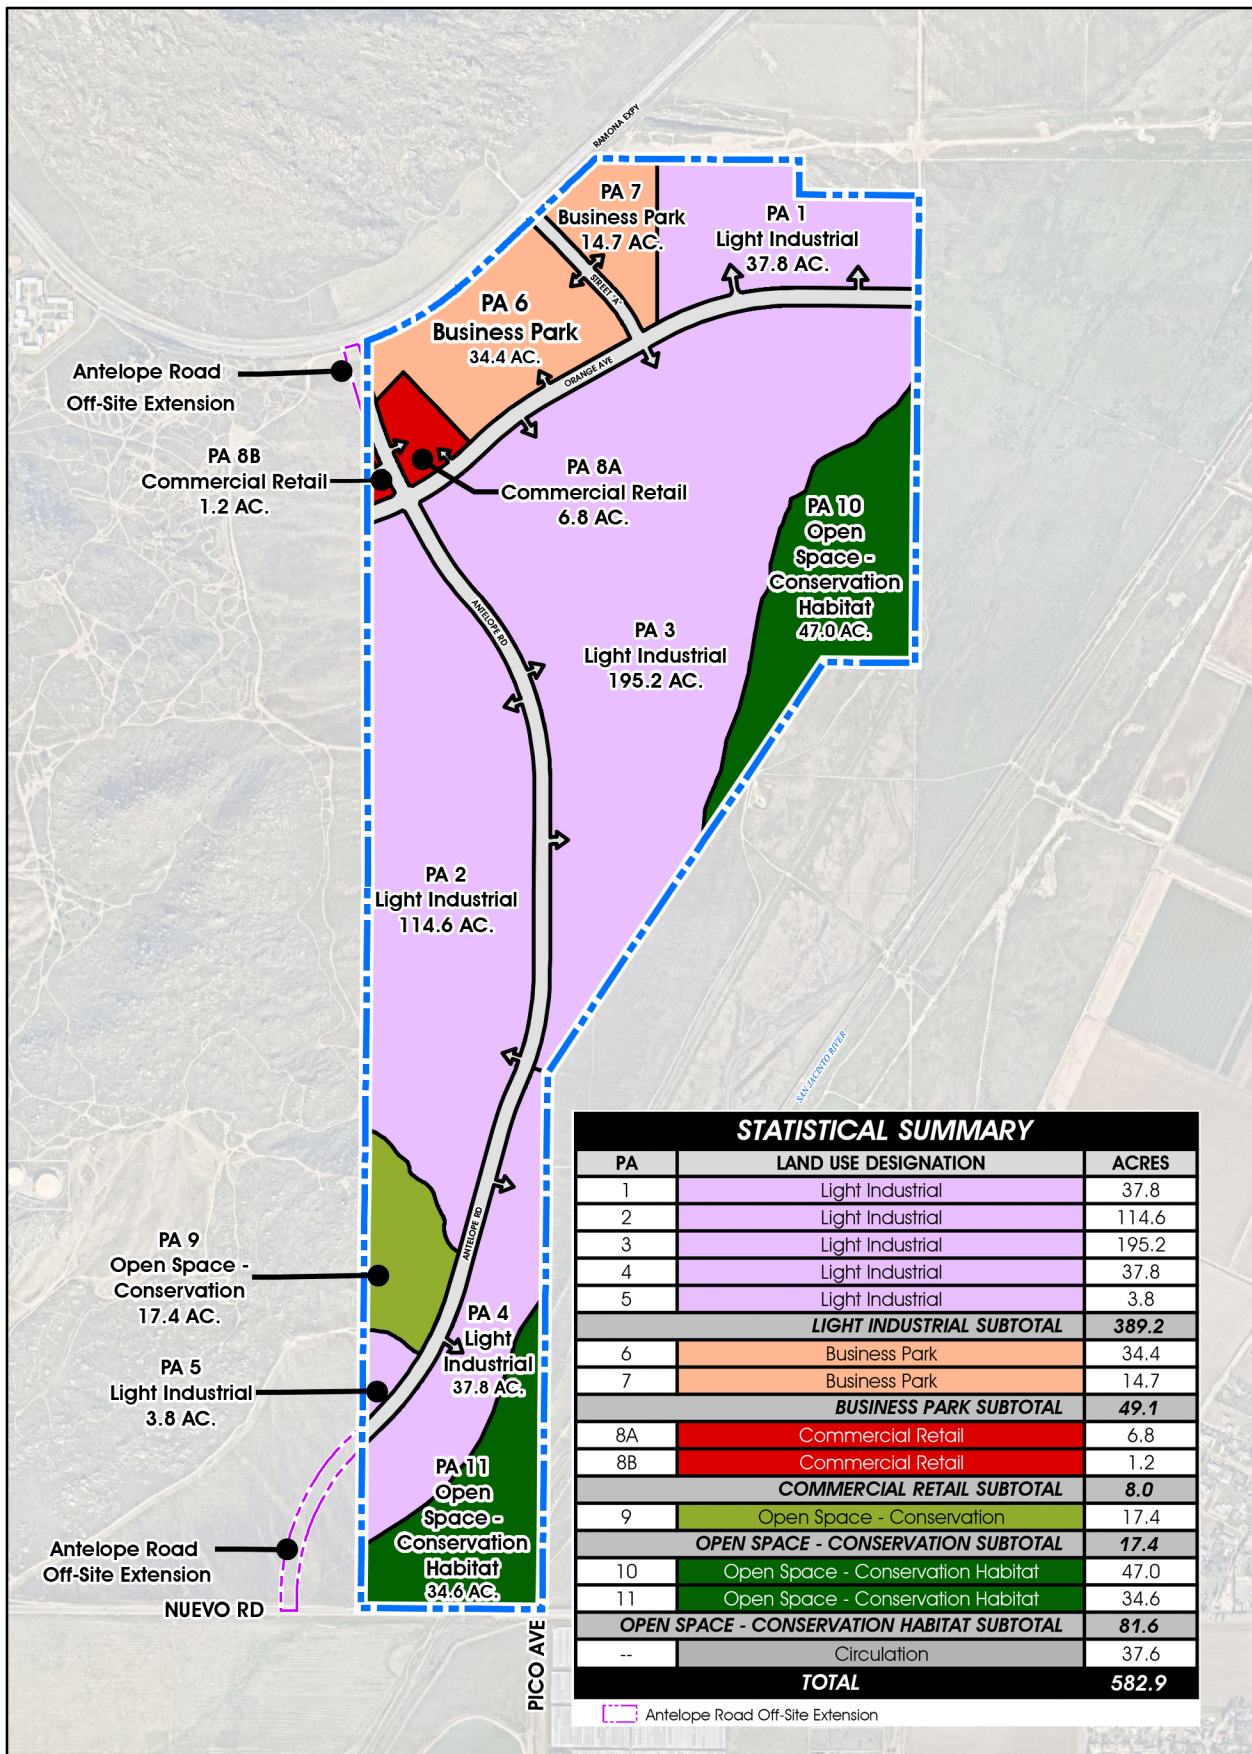 RAMONA EXPY
PA 7
Business Park
14.7 AC.
PA 1
Light Industrial
37.8 AC.
STREET "A"
PA 6
Business Park
34.4 AC.
ORANGE AVE
Antelope Road
Off-Site Extension
PA 8B
Commercial Retail
1.2 AC.
PA 8A
Commercial Retail
6.8 AC.
PA 10
Open
Space -
Conservation
Habitat
47.0 AC.
ANTELOPE RD
PA 3
Light Industrial
195.2 AC.
PA 2
Light Industrial
114.6 AC.
SAN JACINTO RIVER
ANTELOPE RD
PA 9
Open Space -
Conservation
17.4 AC.
PA 4
Light
Industrial
37.8 AC.
PA 5
Light Industrial
3.8 AC.
PA 11
Open
Space -
Conservation
Habitat
34.6 AC.
Antelope Road
Off-Site Extension
NUEVO RD
PICO AVE
STATISTICAL SUMMARY
PA LAND USE DESIGNATION ACRES
1 Light Industrial 37.8
2 Light Industrial 114.6
3 Light Industrial 195.2
4 Light Industrial 37.8
5 Light Industrial 3.8
LIGHT INDUSTRIAL SUBTOTAL 389.2
6 Business Park 34.4
7 Business Park 14.7
BUSINESS PARK SUBTOTAL 49.1
8A Commercial Retail 6.8
8B Commercial Retail 1.2
COMMERCIAL RETAIL SUBTOTAL 8.0
9 Open Space - Conservation 17.4
OPEN SPACE - CONSERVATION SUBTOTAL 17.4
10 Open Space - Conservation Habitat 47.0
11 Open Space - Conservation Habitat 34.6
OPEN SPACE - CONSERVATION HABITAT SUBTOTAL 81.6
-- Circulation 37.6
TOTAL 582.9
Antelope Road Off-Site Extension